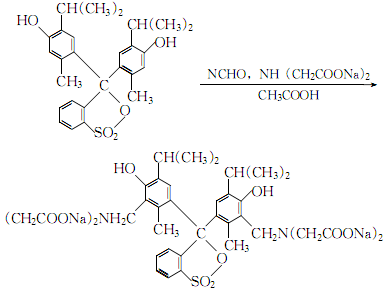 CH(CH₃)₂ CH(CH₃)₂
HO OH
CH₃ C CH₃
O
SO₂
NCHO, NH (CH₂COONa)₂
CH₃COOH
CH(CH₃)₂ CH(CH₃)₂
HO OH
(CH₂COONa)₂NH₂C CH₂N(CH₂COONa)₂
CH₃ C CH₃
O
SO₂